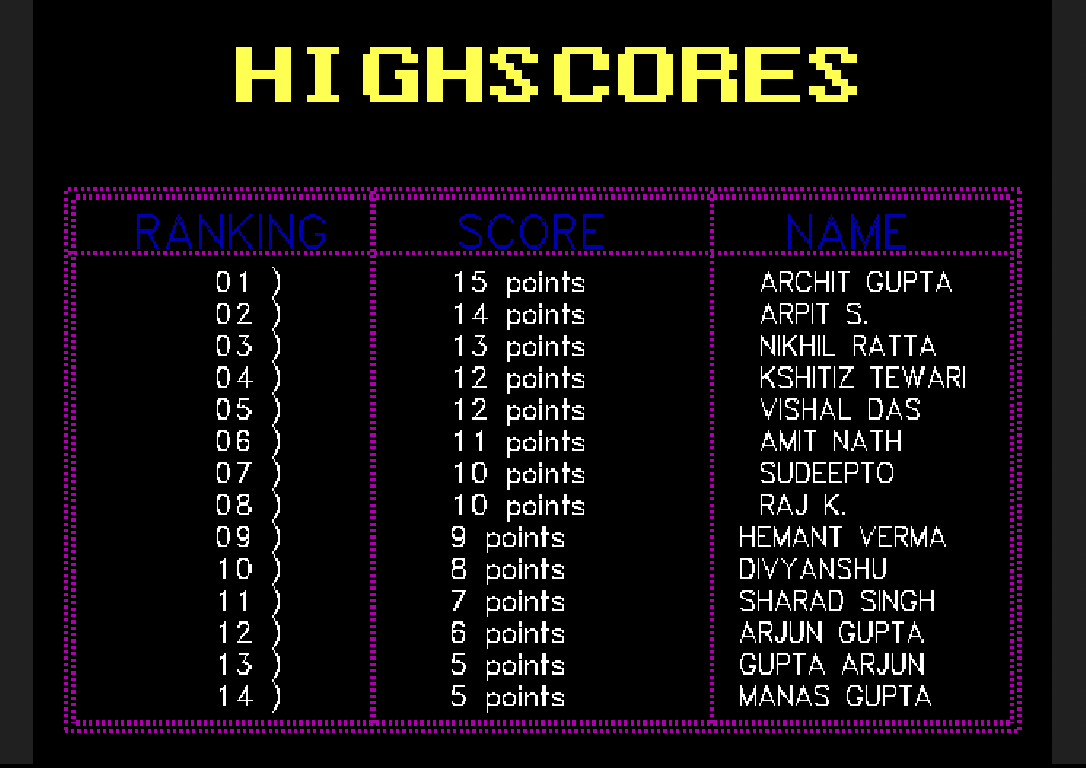 HIGHSCORES
RANKING SCORE NAME
01 ) 15 points ARCHIT GUPTA
02 ) 14 points ARPIT S.
03 ) 13 points NIKHIL RATTA
04 ) 12 points KSHITIZ TEWARI
05 ) 12 points VISHAL DAS
06 ) 11 points AMIT NATH
07 ) 10 points SUDEEPTO
08 ) 10 points RAJ K.
09 ) 9 points HEMANT VERMA
10 ) 8 points DIVYANSHU
11 ) 7 points SHARAD SINGH
12 ) 6 points ARJUN GUPTA
13 ) 5 points GUPTA ARJUN
14 ) 5 points MANAS GUPTA